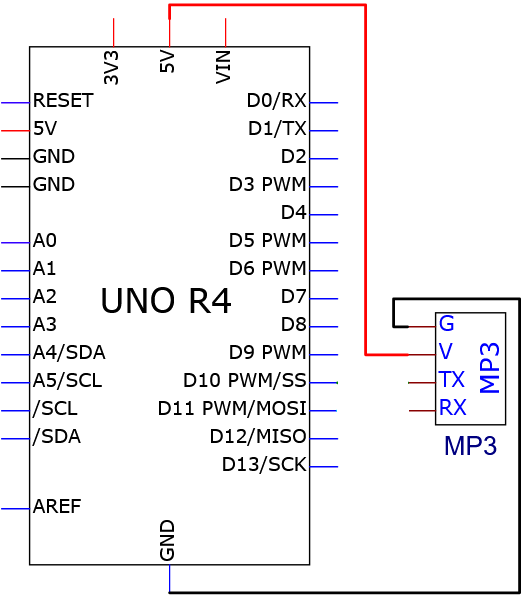 3V3
5V
VIN
RESET
5V
GND
GND
A0
A1
A2
A3
A4/SDA
A5/SCL
/SCL
/SDA
AREF
UNO R4
D0/RX
D1/TX
D2
D3 PWM
D4
D5 PWM
D6 PWM
D7
D8
D9 PWM
D10 PWM/SS
D11 PWM/MOSI
D12/MISO
D13/SCK
GND
G
V
TX
RX
MP3
MP3